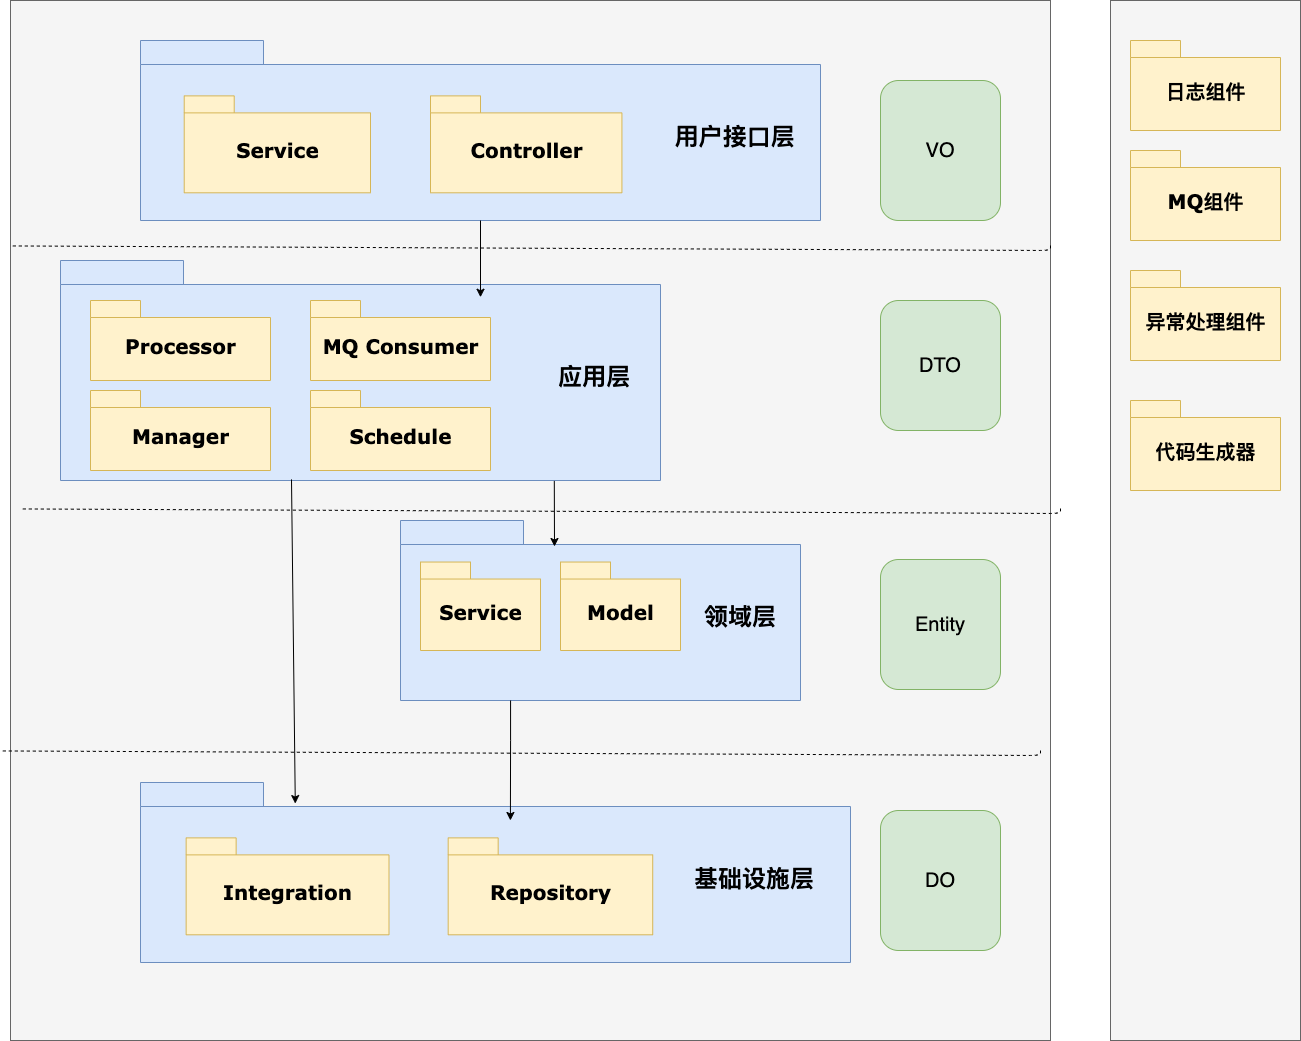 Service
Controller
用户接口层
VO
Processor
MQ Consumer
Manager
Schedule
应用层
DTO
Service
Model
领域层
Entity
Integration
Repository
基础设施层
DO
日志组件
MQ组件
异常处理组件
代码生成器